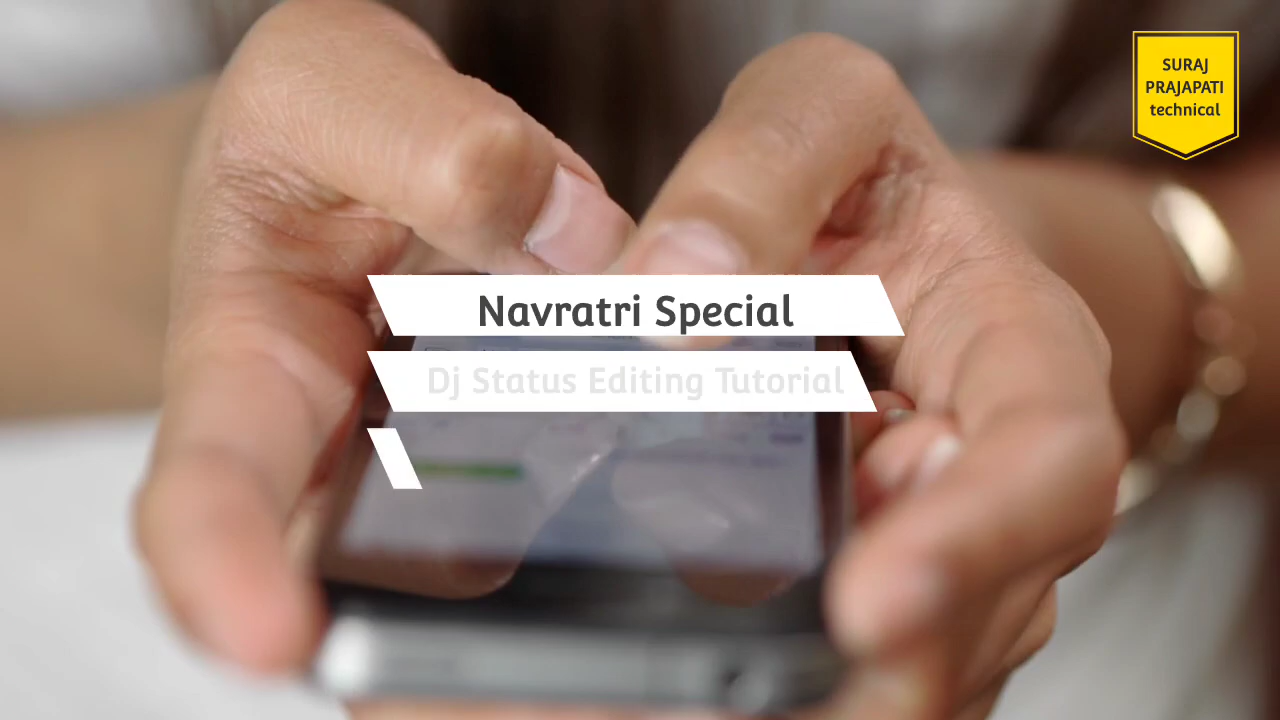 SURAJ
PRAJAPATI
technical
Navratri Special
Dj Status Editing Tutorial